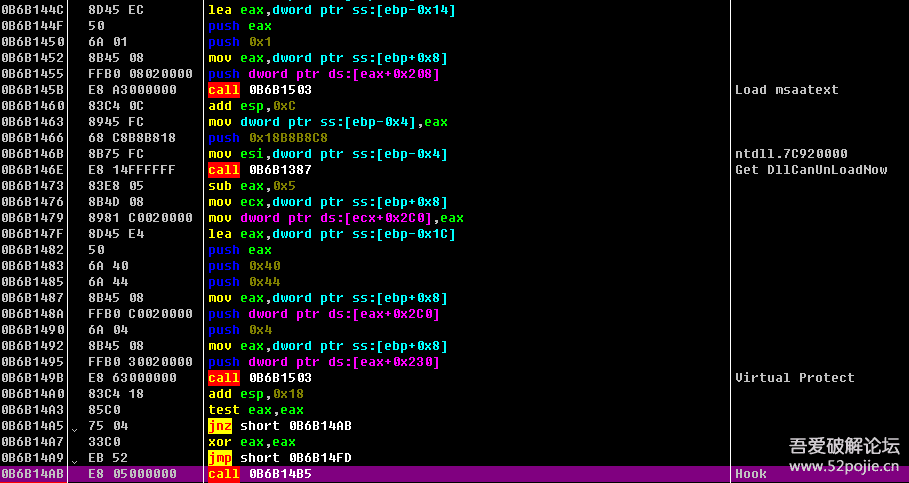 0B6B144C 8D45 EC lea eax,dword ptr ss:[ebp-0x14]
0B6B144F 50 push eax
0B6B1450 6A 01 push 0x1
0B6B1452 8B45 08 mov eax,dword ptr ss:[ebp+0x8]
0B6B1455 FFB0 08020000 push dword ptr ds:[eax+0x208]
0B6B145B E8 A3000000 call 0B6B1503 Load msaatext
0B6B1460 83C4 0C add esp,0xC
0B6B1463 8945 FC mov dword ptr ss:[ebp-0x4],eax
0B6B1466 68 C8B8B818 push 0x18B8B8C8
0B6B146B 8B75 FC mov esi,dword ptr ss:[ebp-0x4] ntdll.7C920000
0B6B146E E8 14FFFFFF call 0B6B1387 Get DllCanUnLoadNow
0B6B1473 83E8 05 sub eax,0x5
0B6B1476 8B4D 08 mov ecx,dword ptr ss:[ebp+0x8]
0B6B1479 8981 C0020000 mov dword ptr ds:[ecx+0x2C0],eax
0B6B147F 8D45 E4 lea eax,dword ptr ss:[ebp-0x1C]
0B6B1482 50 push eax
0B6B1483 6A 40 push 0x40
0B6B1485 6A 44 push 0x44
0B6B1487 8B45 08 mov eax,dword ptr ss:[ebp+0x8]
0B6B148A FFB0 C0020000 push dword ptr ds:[eax+0x2C0]
0B6B1490 6A 04 push 0x4
0B6B1492 8B45 08 mov eax,dword ptr ss:[ebp+0x8]
0B6B1495 FFB0 30020000 push dword ptr ds:[eax+0x230]
0B6B149B E8 63000000 call 0B6B1503 Virtual Protect
0B6B14A0 83C4 18 add esp,0x18
0B6B14A3 85C0 test eax,eax
0B6B14A5 75 04 jnz short 0B6B14AB
0B6B14A7 33C0 xor eax,eax
0B6B14A9 EB 52 jmp short 0B6B14FD
0B6B14AB E8 05000000 call 0B6B14B5 Hook
吾爱破解论坛
www.52pojie.cn